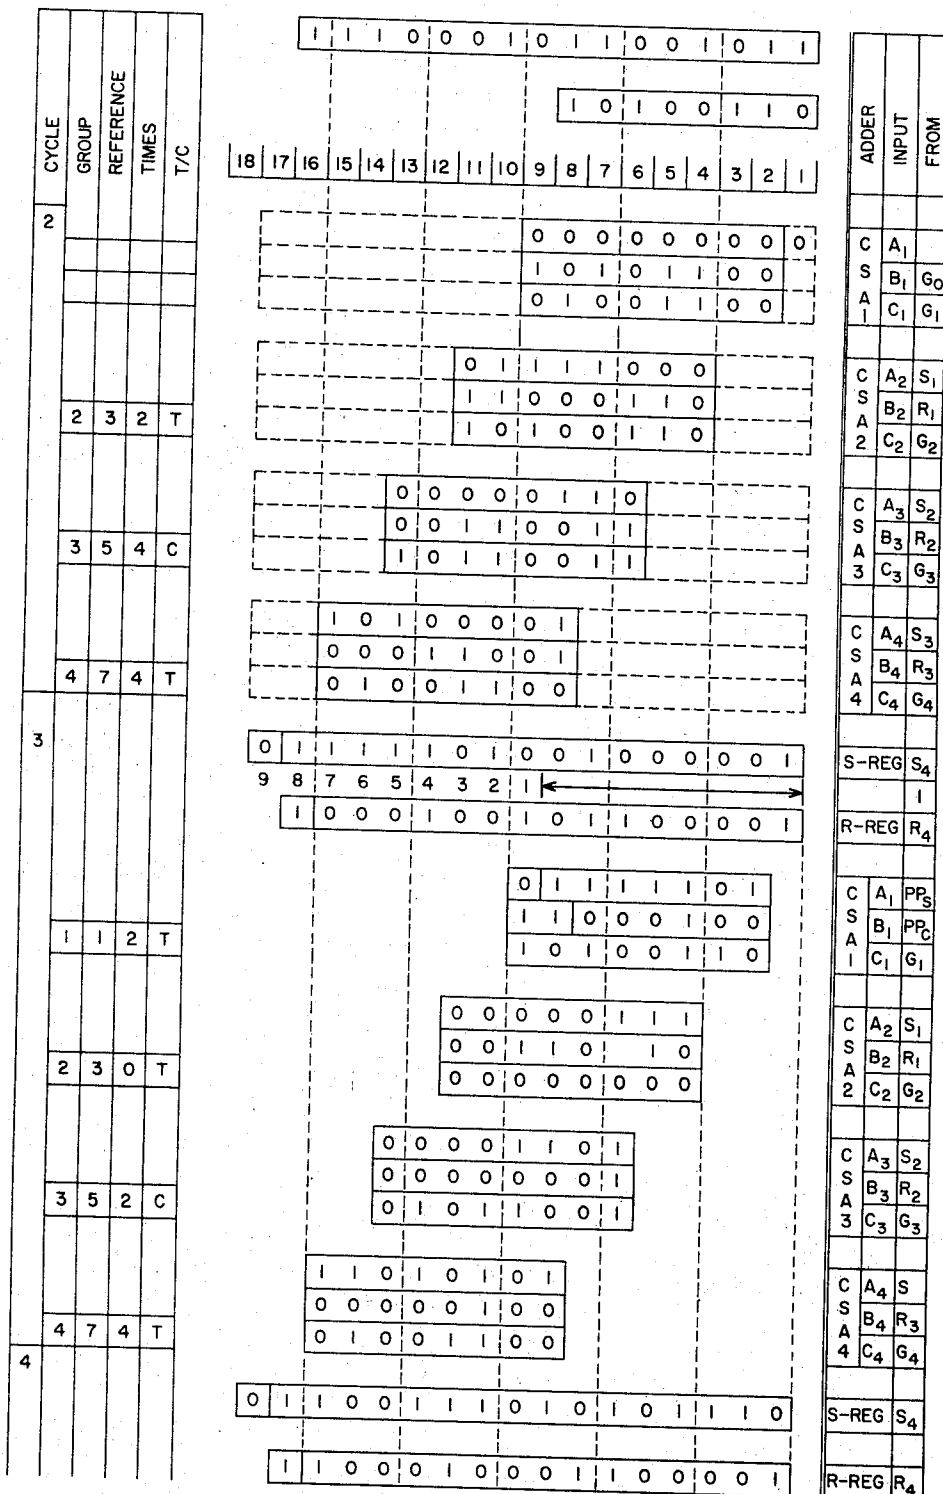 1 1 1 0 0 0 1 0 1 1 0 0 1 0 1 1
1 0 1 0 0 1 1 0
CYCLE GROUP REFERENCE TIMES T/C
ADDER INPUT FROM
18 17 16 15 14 13 12 11 10 9 8 7 6 5 4 3 2 1
2
0 0 0 0 0 0 0 0 0 CSA1 A1
1 0 1 0 1 1 0 0 B1 G0
0 1 0 0 1 1 0 0 C1 G1
0 1 1 1 1 0 0 0 CSA2 A2 S1
1 1 0 0 0 1 1 0 B2 R1
2 3 2 T 1 0 1 0 0 1 1 0 C2 G2
0 0 0 0 0 1 1 0 CSA3 A3 S2
0 0 1 1 0 0 1 1 B3 R2
3 5 4 C 1 0 1 1 0 0 1 1 C3 G3
1 0 1 0 0 0 0 1 CSA4 A4 S3
0 0 0 1 1 0 0 1 B4 R3
4 7 4 T 0 1 0 0 1 1 0 0 C4 G4
3 0 1 1 1 1 1 0 1 0 0 1 0 0 0 0 0 1 S-REG S4
9 8 7 6 5 4 3 2 1 1
1 0 0 0 1 0 0 1 0 1 1 0 0 0 0 1 R-REG R4
0 1 1 1 1 1 0 1 CSA1 A1 PPS
1 1 0 0 0 1 0 0 B1 PPC
1 1 2 T 1 0 1 0 0 1 1 0 C1 G1
0 0 0 0 0 1 1 1 CSA2 A2 S1
0 0 1 1 0 1 0 B2 R1
2 3 0 T 0 0 0 0 0 0 0 0 C2 G2
0 0 0 0 1 1 0 1 CSA3 A3 S2
0 0 0 0 0 0 0 1 B3 R2
3 5 2 C 0 1 0 1 1 0 0 1 C3 G3
1 1 0 1 0 1 0 1 CSA4 A4 S
0 0 0 0 0 1 0 0 B4 R3
4 7 4 T 0 1 0 0 1 1 0 0 C4 G4
4
0 1 1 0 0 1 1 1 0 1 0 1 0 1 1 1 0 S-REG S4
1 1 0 0 0 1 0 0 0 1 1 0 0 0 0 1 R-REG R4